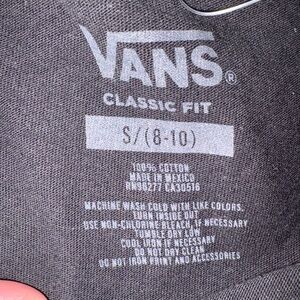 VANS®
CLASSIC FIT
S/(8-10)
100% COTTON
MADE IN MEXICO
RN96277 CA30516
MACHINE WASH COLD WITH LIKE COLORS.
TURN INSIDE OUT
USE NON-CHLORINE BLEACH, IF NECESSARY
TUMBLE DRY LOW
COOL IRON IF NECESSARY
DO NOT DRY CLEAN
DO NOT IRON PRINT AND ACCESSORIES